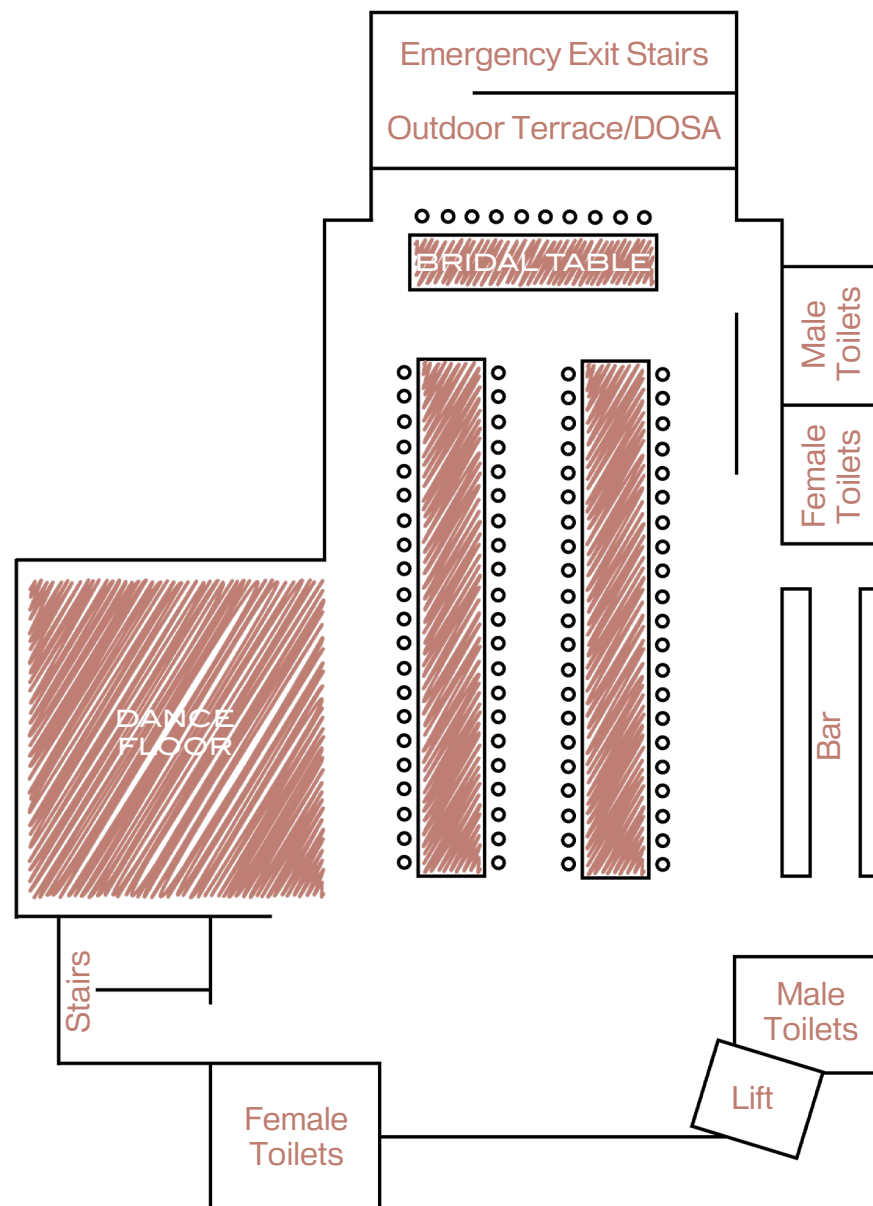 Emergency Exit Stairs
Outdoor Terrace/DOSA
BRIDAL TABLE
Male
Toilets
Female
Toilets
DANCE
FLOOR
Bar
Stairs
Male
Toilets
Lift
Female
Toilets